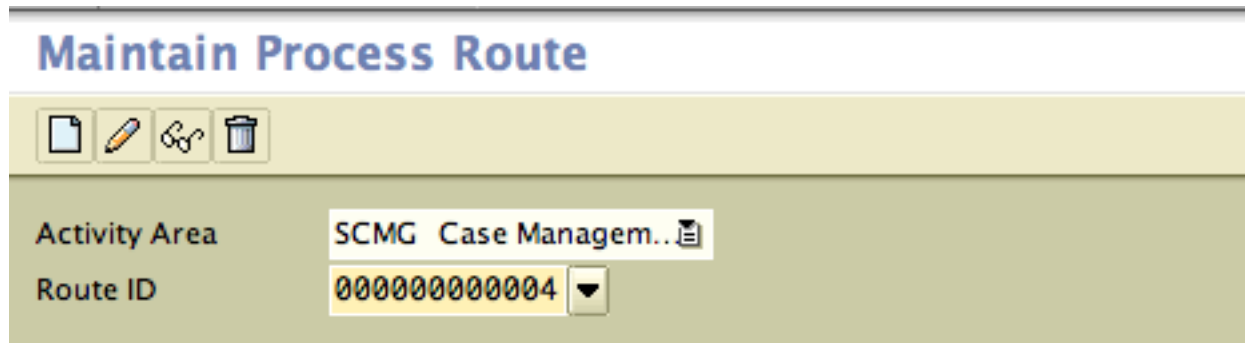 Maintain Process Route
Activity Area SCMG Case Managem..
Route ID 000000000004